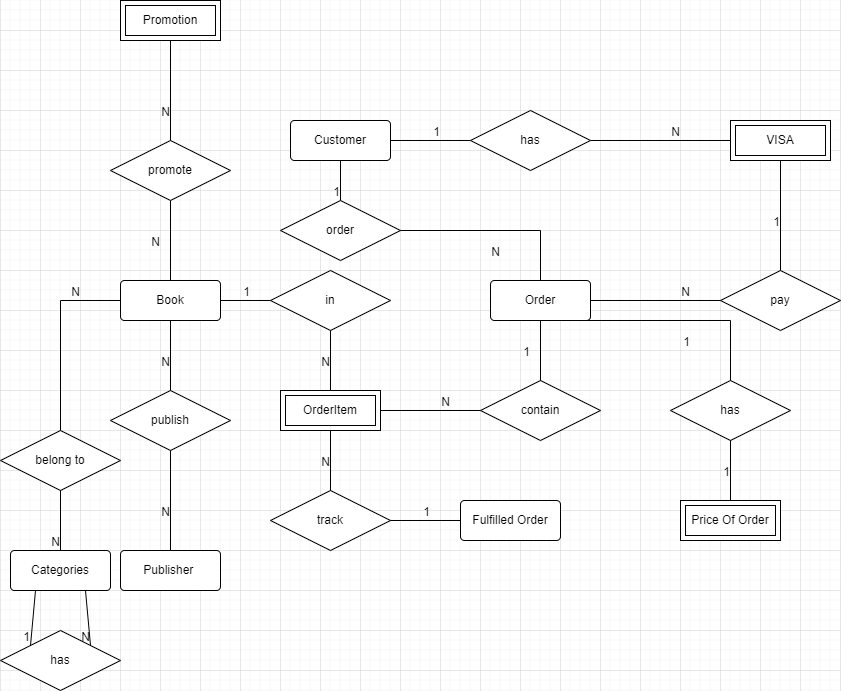 Promotion
N
promote
N
Customer
1
has
N
VISA
1
order
N
1
N
Book
1
in
Order
N
pay
N
N
1
1
OrderItem
N
contain
has
publish
belong to
N
1
N
N
track
1
Fulfilled Order
Price Of Order
Categories
Publisher
1
N
has